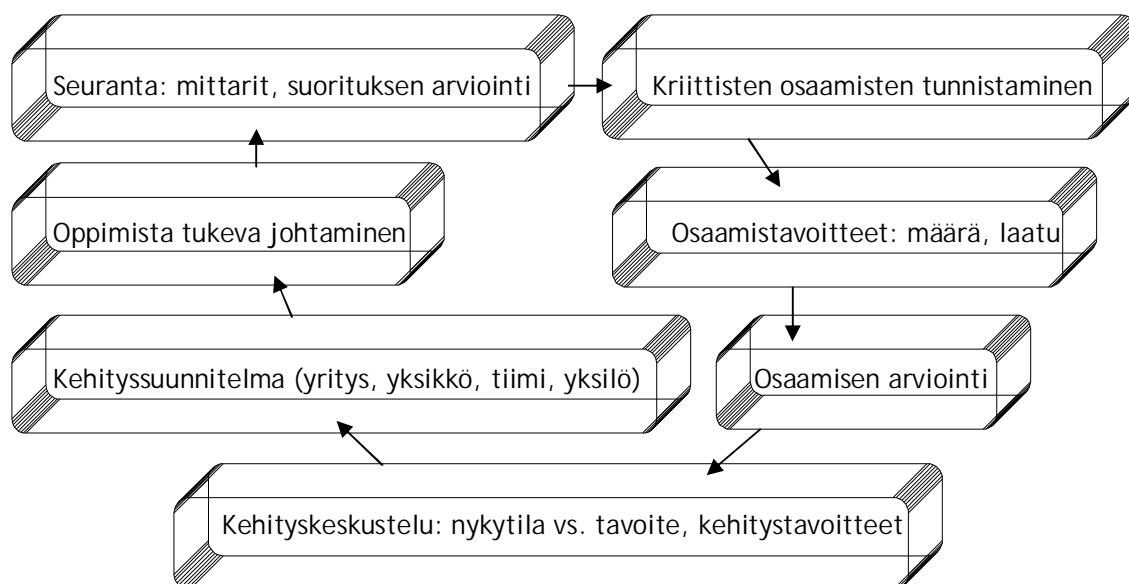 Seuranta: mittarit, suorituksen arviointi
Kriittisten osaamisten tunnistaminen
Oppimista tukeva johtaminen
Osaamistavoitteet: määrä, laatu
Kehityssuunnitelma (yritys, yksikkö, tiimi, yksilö)
Osaamisen arviointi
Kehityskeskustelu: nykytila vs. tavoite, kehitystavoitteet